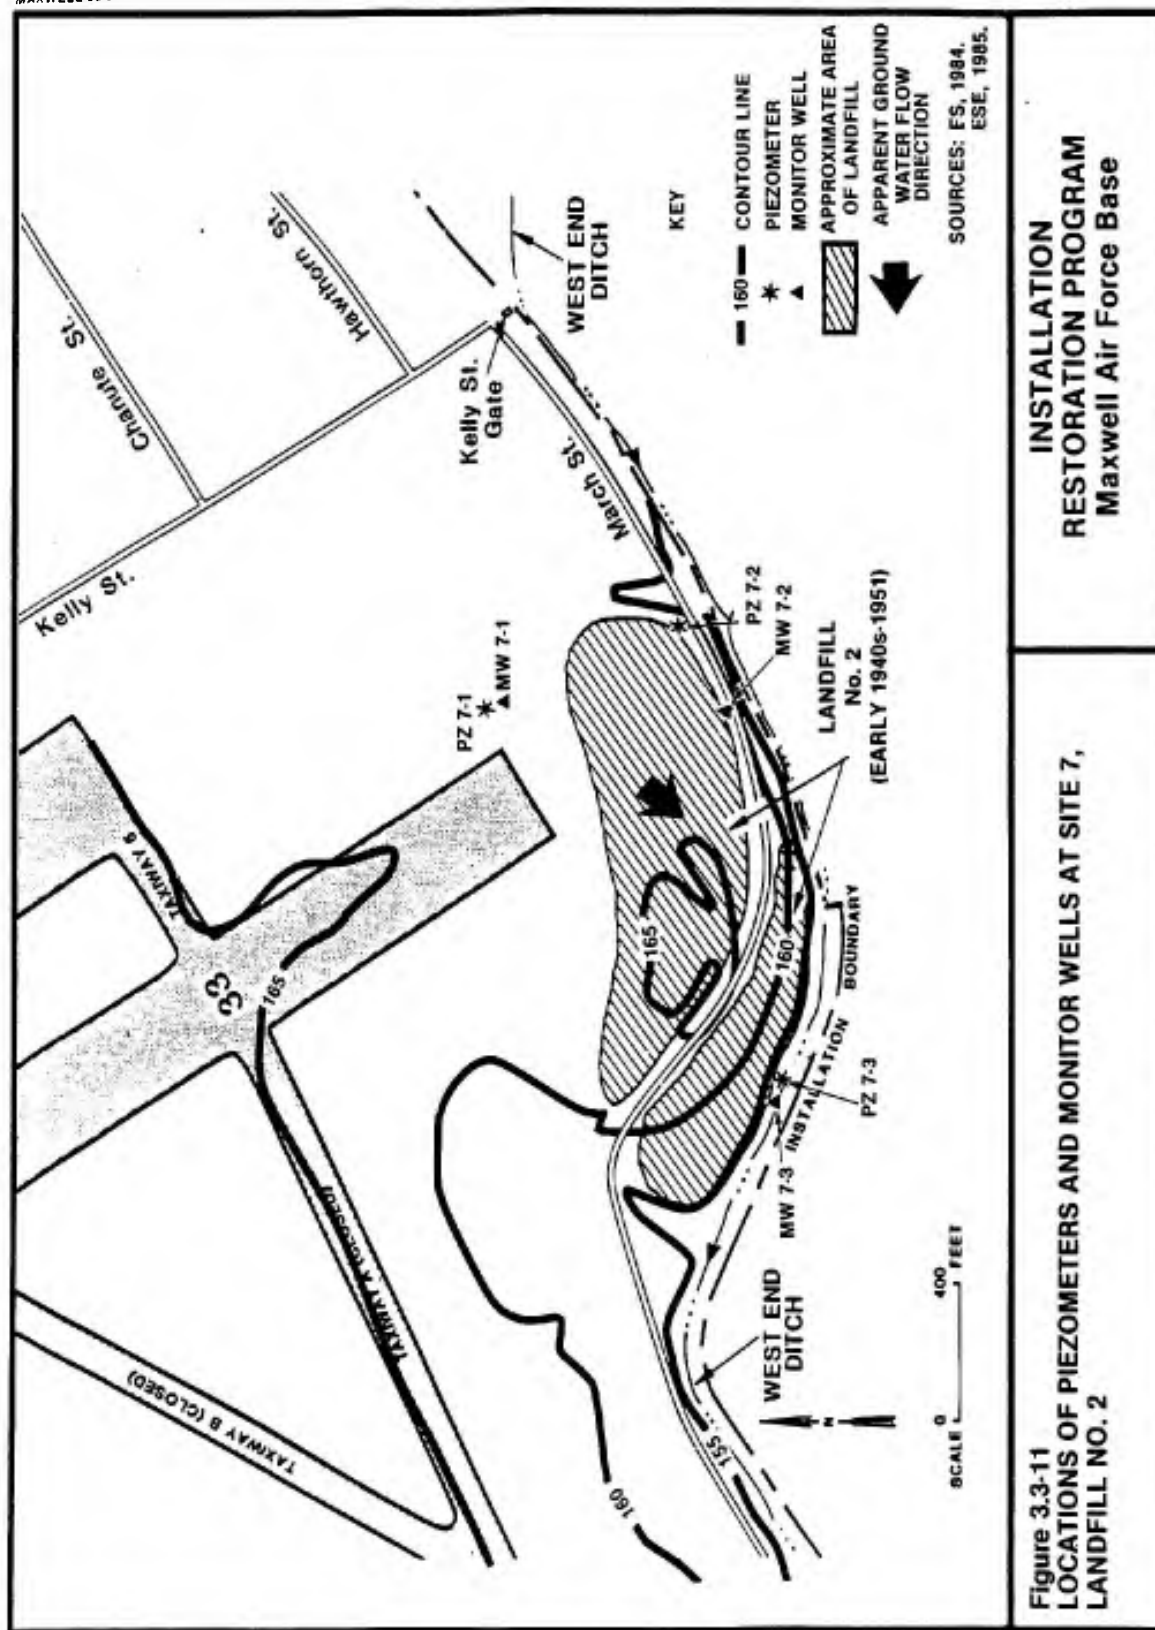 Chanute St.
Hawthorn St.
Kelly St.
Kelly St.
Gate
WEST END
DITCH
March St.
PZ 7-1
MW 7-1
TAXIWAY 6
33
165
TAXIWAY A (CLOSED)
TAXIWAY B (CLOSED)
165
160
160
155
PZ 7-2
MW 7-2
LANDFILL
No. 2
(EARLY 1940s-1951)
INSTALLATION
BOUNDARY
PZ 7-3
MW 7-3
WEST END
DITCH
N
SCALE 0 400 FEET
KEY
160 CONTOUR LINE
PIEZOMETER
MONITOR WELL
APPROXIMATE AREA
OF LANDFILL
APPARENT GROUND
WATER FLOW
DIRECTION
SOURCES: ES, 1984.
ESE, 1985.
Figure 3.3-11
LOCATIONS OF PIEZOMETERS AND MONITOR WELLS AT SITE 7,
LANDFILL NO. 2
INSTALLATION
RESTORATION PROGRAM
Maxwell Air Force Base